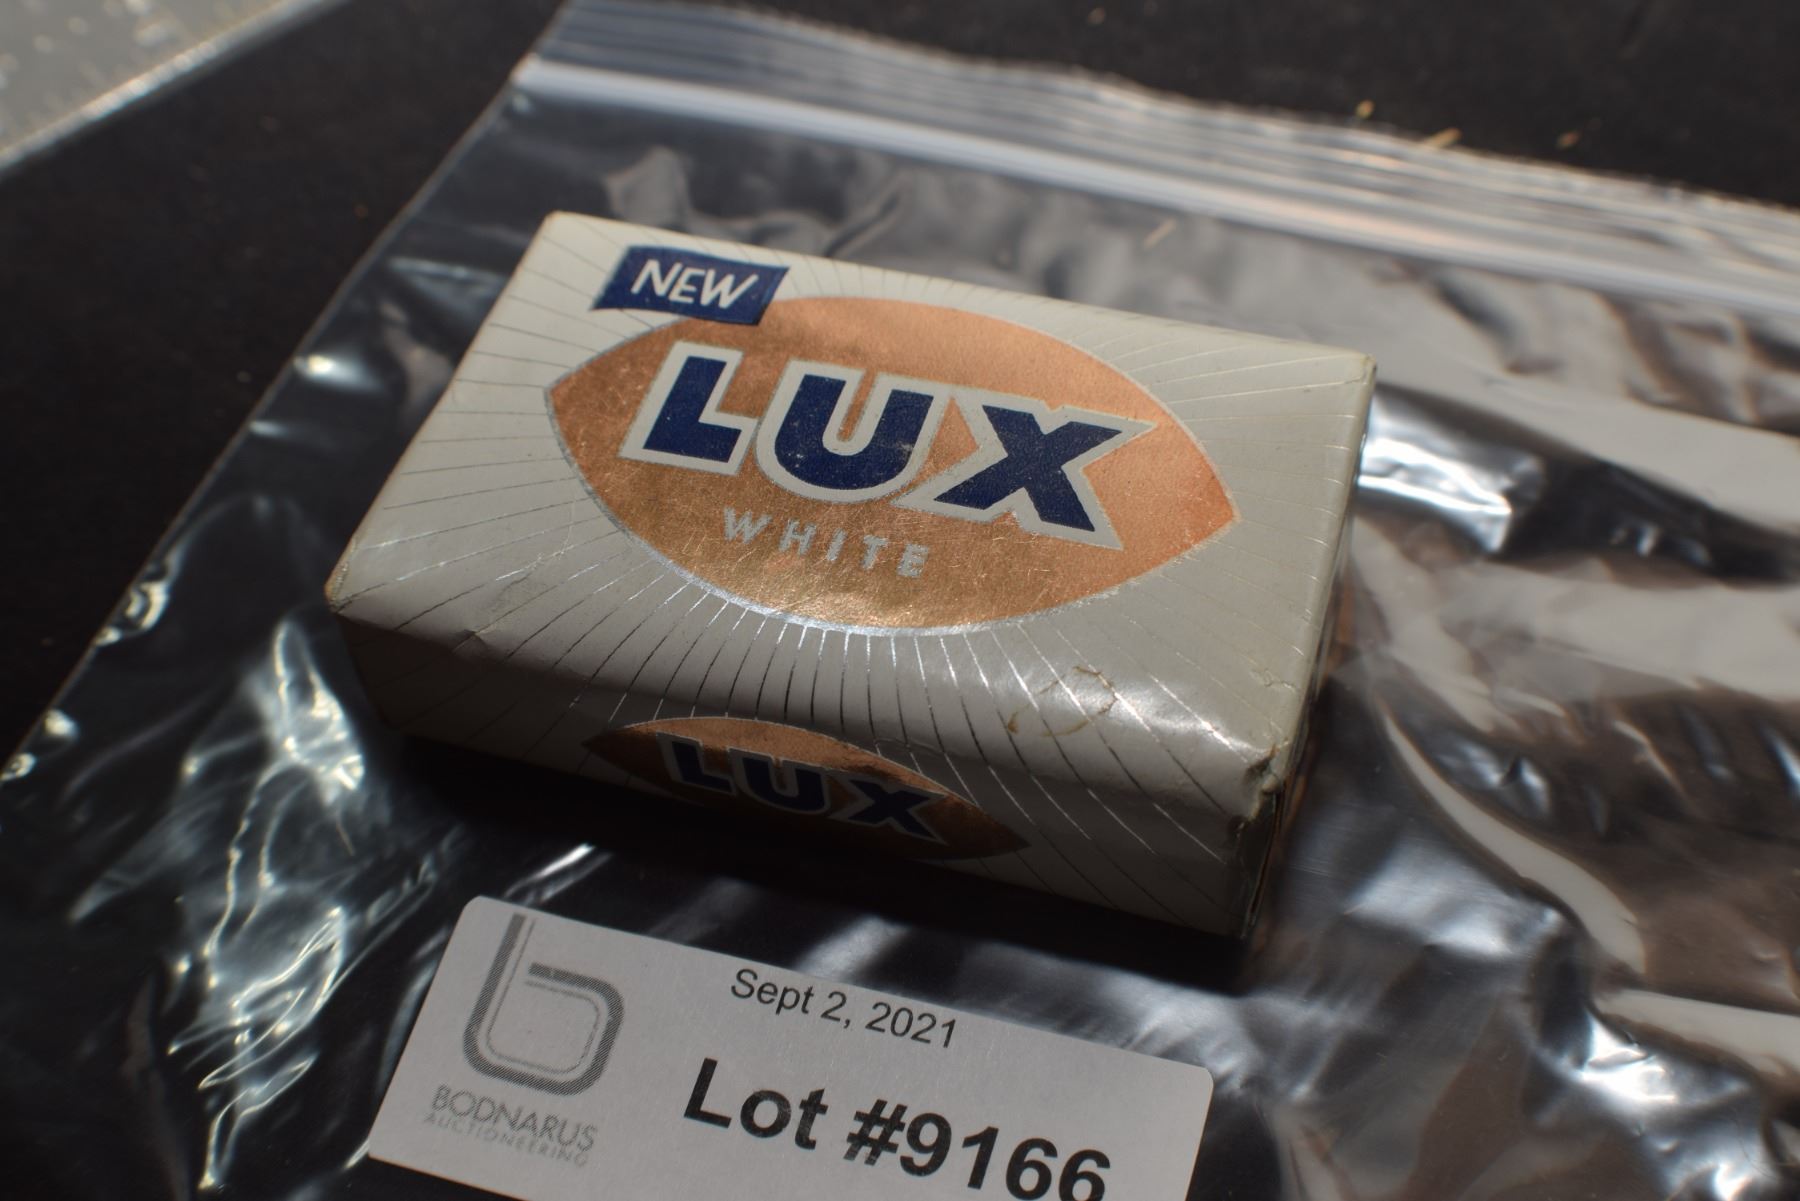 NEW
LUX
WHITE
LUX
Sept 2, 2021
BODNARUS
AUCTIONEERING
Lot #9166